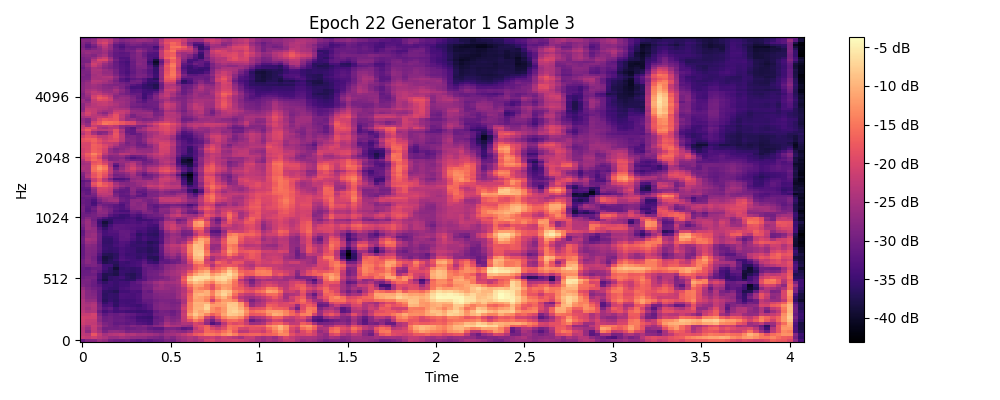 Epoch 22 Generator 1 Sample 3
Hz
4096
2048
1024
512
0
0
0.5
1
1.5
2
2.5
3
3.5
4
Time
-5 dB
-10 dB
-15 dB
-20 dB
-25 dB
-30 dB
-35 dB
-40 dB